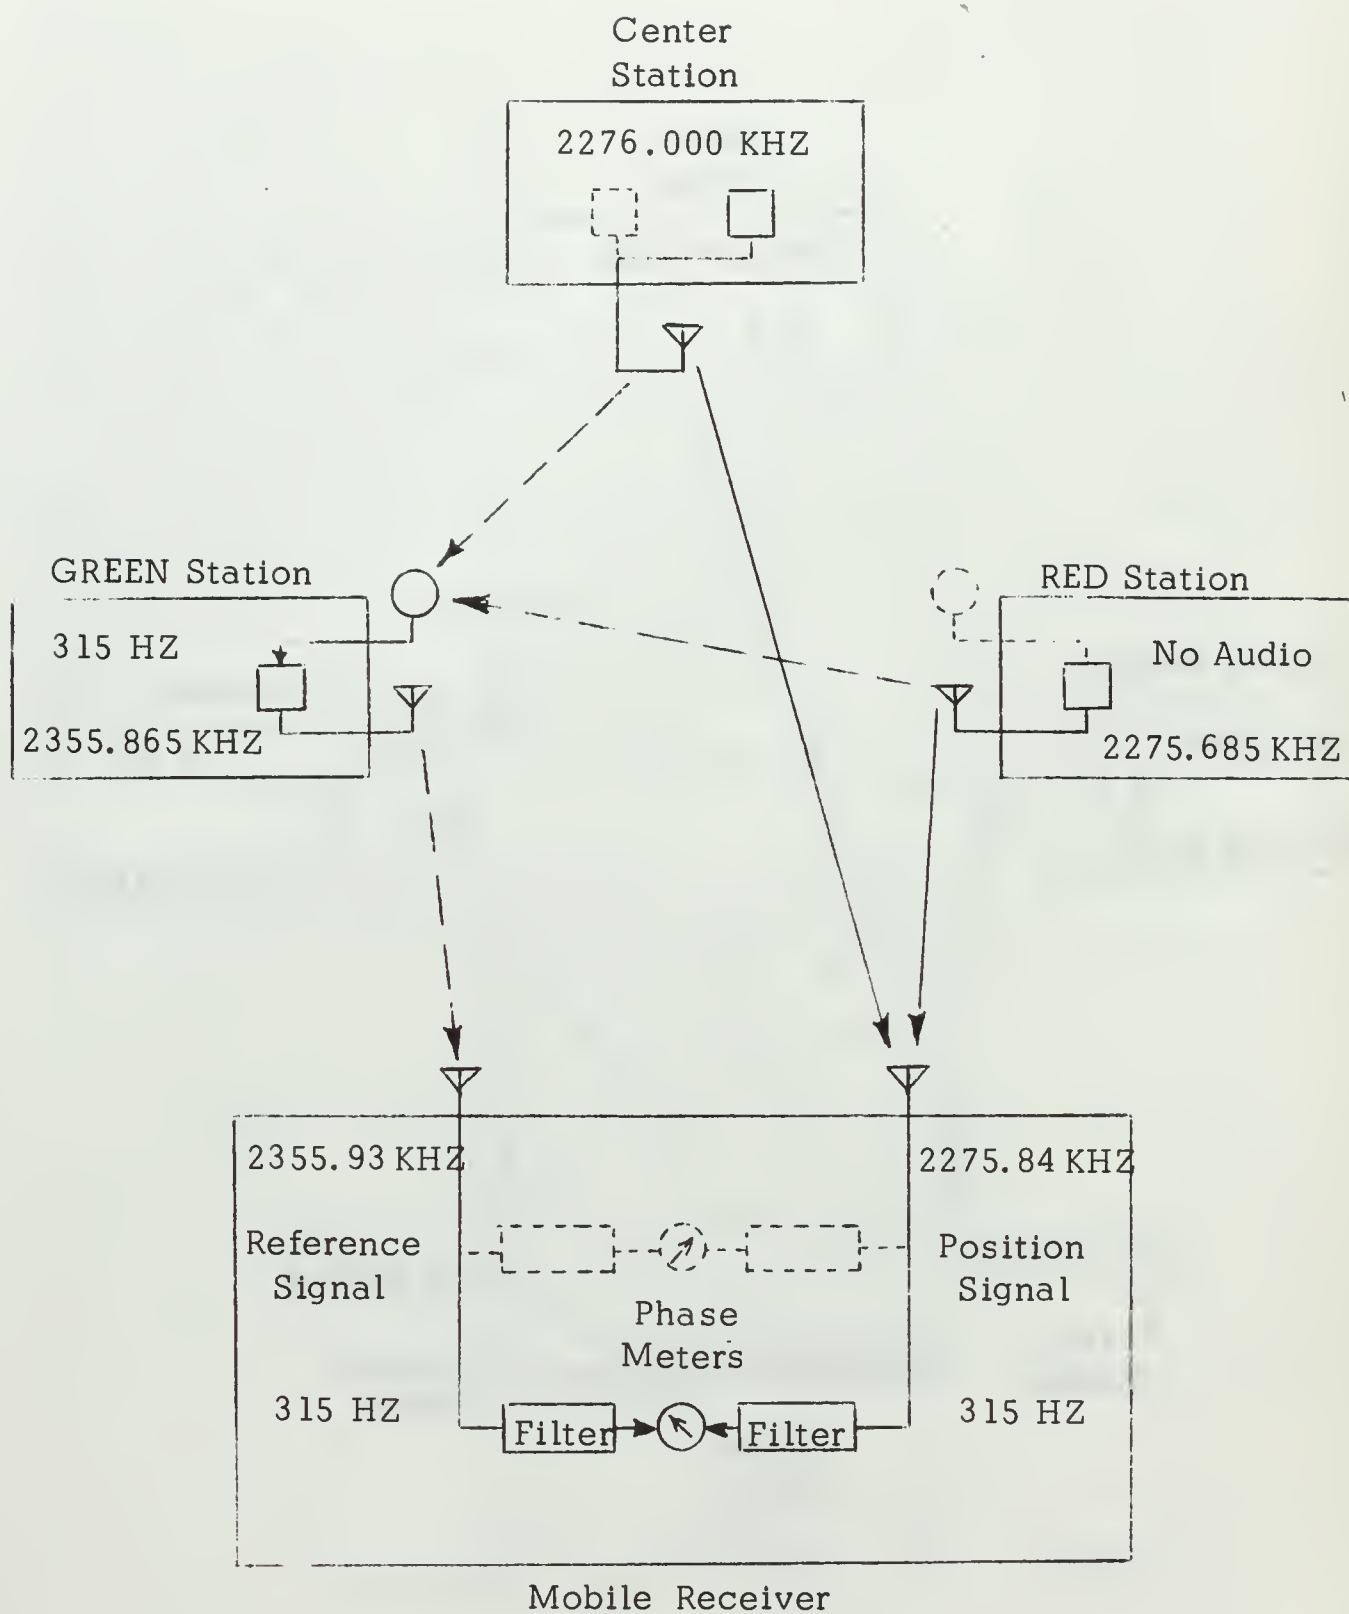 Center
Station
2276.000 KHZ
GREEN Station
315 HZ
2355.865 KHZ
RED Station
No Audio
2275.685 KHZ
2355.93 KHZ
2275.84 KHZ
Reference
Signal
Position
Signal
Phase
Meters
315 HZ
Filter
Filter
315 HZ
Mobile Receiver